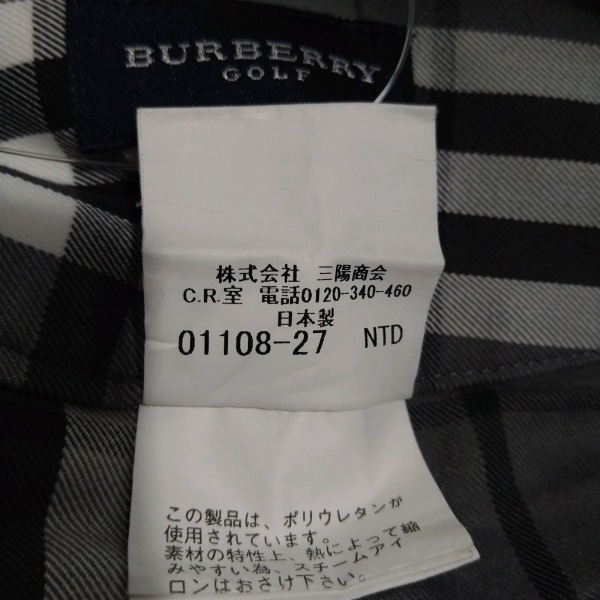 BURBERRY
GOLF
株式会社 三陽商会
C.R.室 電話0120-340-460
日本製
01108-27 NTD
この製品は、ポリウレタンが
使用されています。
素材の特性上、熱によって縮
みやすい為、スチームアイ
ロンはおさけ下さい。